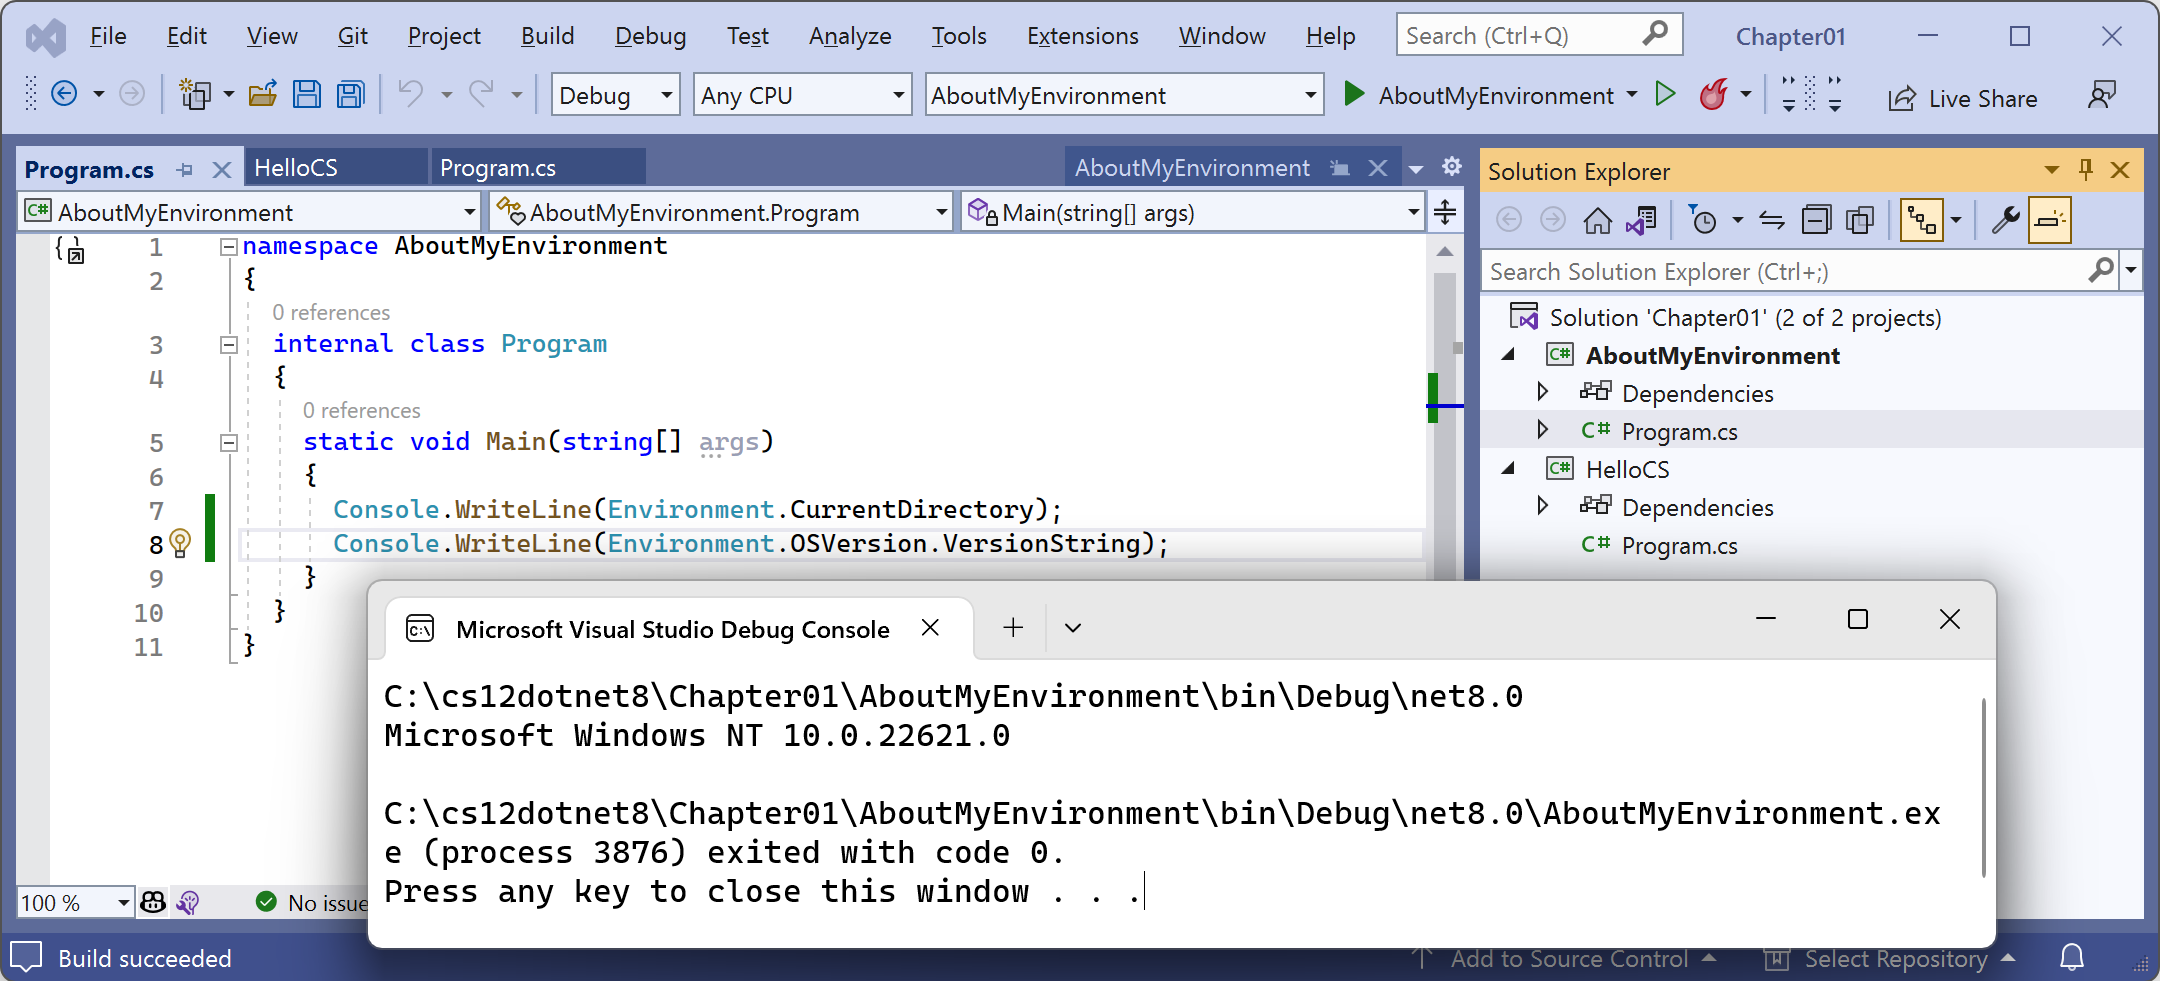 File Edit View Git Project Build Debug Test Analyze Tools Extensions Window Help Search (Ctrl+Q) Chapter01
Debug Any CPU AboutMyEnvironment AboutMyEnvironment Live Share
Program.cs HelloCS Program.cs AboutMyEnvironment
C# AboutMyEnvironment AboutMyEnvironment.Program Main(string[] args)
1 namespace AboutMyEnvironment
2 {
0 references
3 internal class Program
4 {
0 references
5 static void Main(string[] args)
6 {
7 Console.WriteLine(Environment.CurrentDirectory);
8 Console.WriteLine(Environment.OSVersion.VersionString);
9 }
10 }
11 }
Solution Explorer
Search Solution Explorer (Ctrl+;)
Solution 'Chapter01' (2 of 2 projects)
C# AboutMyEnvironment
Dependencies
C# Program.cs
C# HelloCS
Dependencies
C# Program.cs
C:\ Microsoft Visual Studio Debug Console
C:\cs12dotnet8\Chapter01\AboutMyEnvironment\bin\Debug\net8.0
Microsoft Windows NT 10.0.22621.0
C:\cs12dotnet8\Chapter01\AboutMyEnvironment\bin\Debug\net8.0\AboutMyEnvironment.ex
e (process 3876) exited with code 0.
Press any key to close this window . . .
100 % No issue
Build succeeded Add to Source Control Select Repository